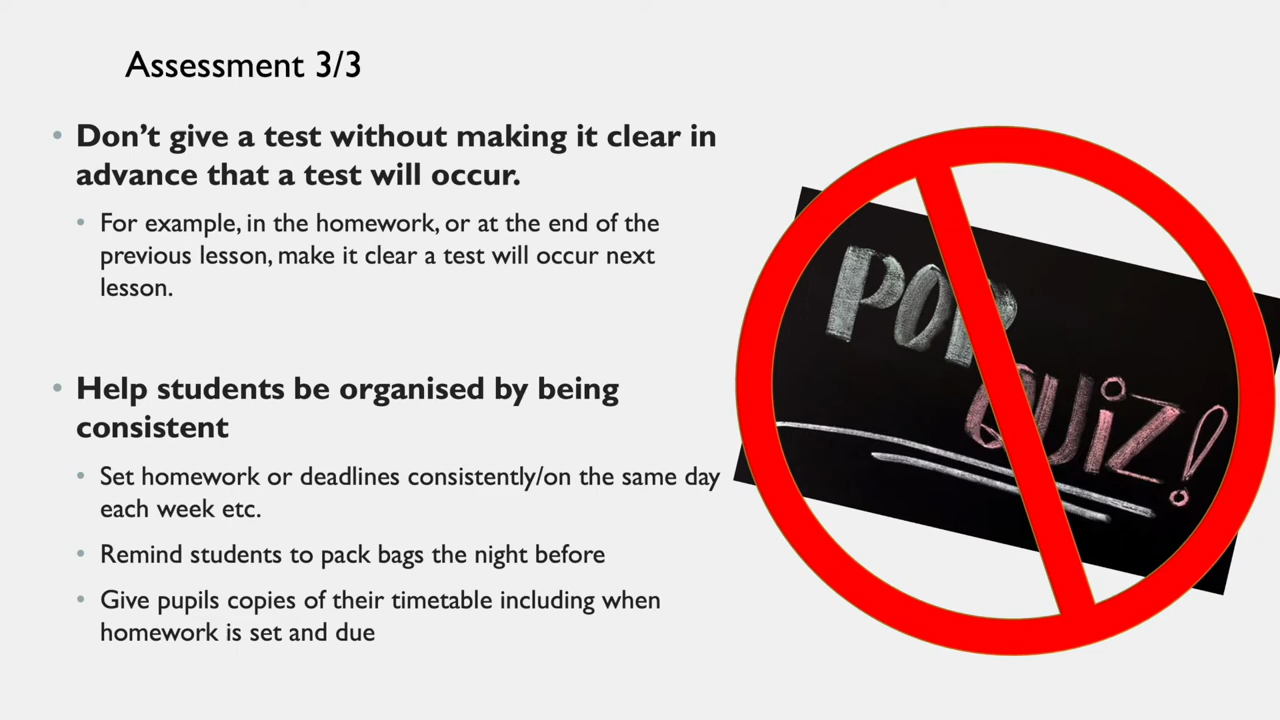 Assessment 3/3
• Don’t give a test without making it clear in
advance that a test will occur.
• For example, in the homework, or at the end of the
previous lesson, make it clear a test will occur next
lesson.
• Help students be organised by being
consistent
• Set homework or deadlines consistently/on the same day
each week etc.
• Remind students to pack bags the night before
• Give pupils copies of their timetable including when
homework is set and due
POP
QUiZ!